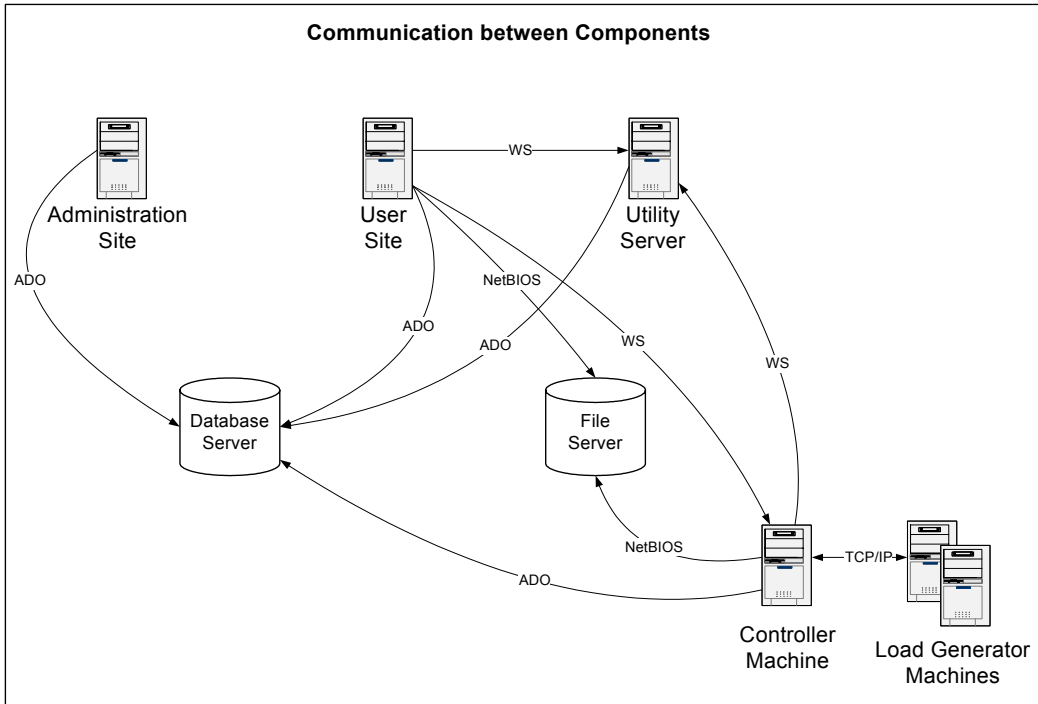 Communication between Components
WS
Administration
Site
User
Site
Utility
Server
ADO
NetBIOS
ADO
WS
ADO
WS
Database
Server
File
Server
NetBIOS
TCP/IP
ADO
Controller
Machine
Load Generator
Machines